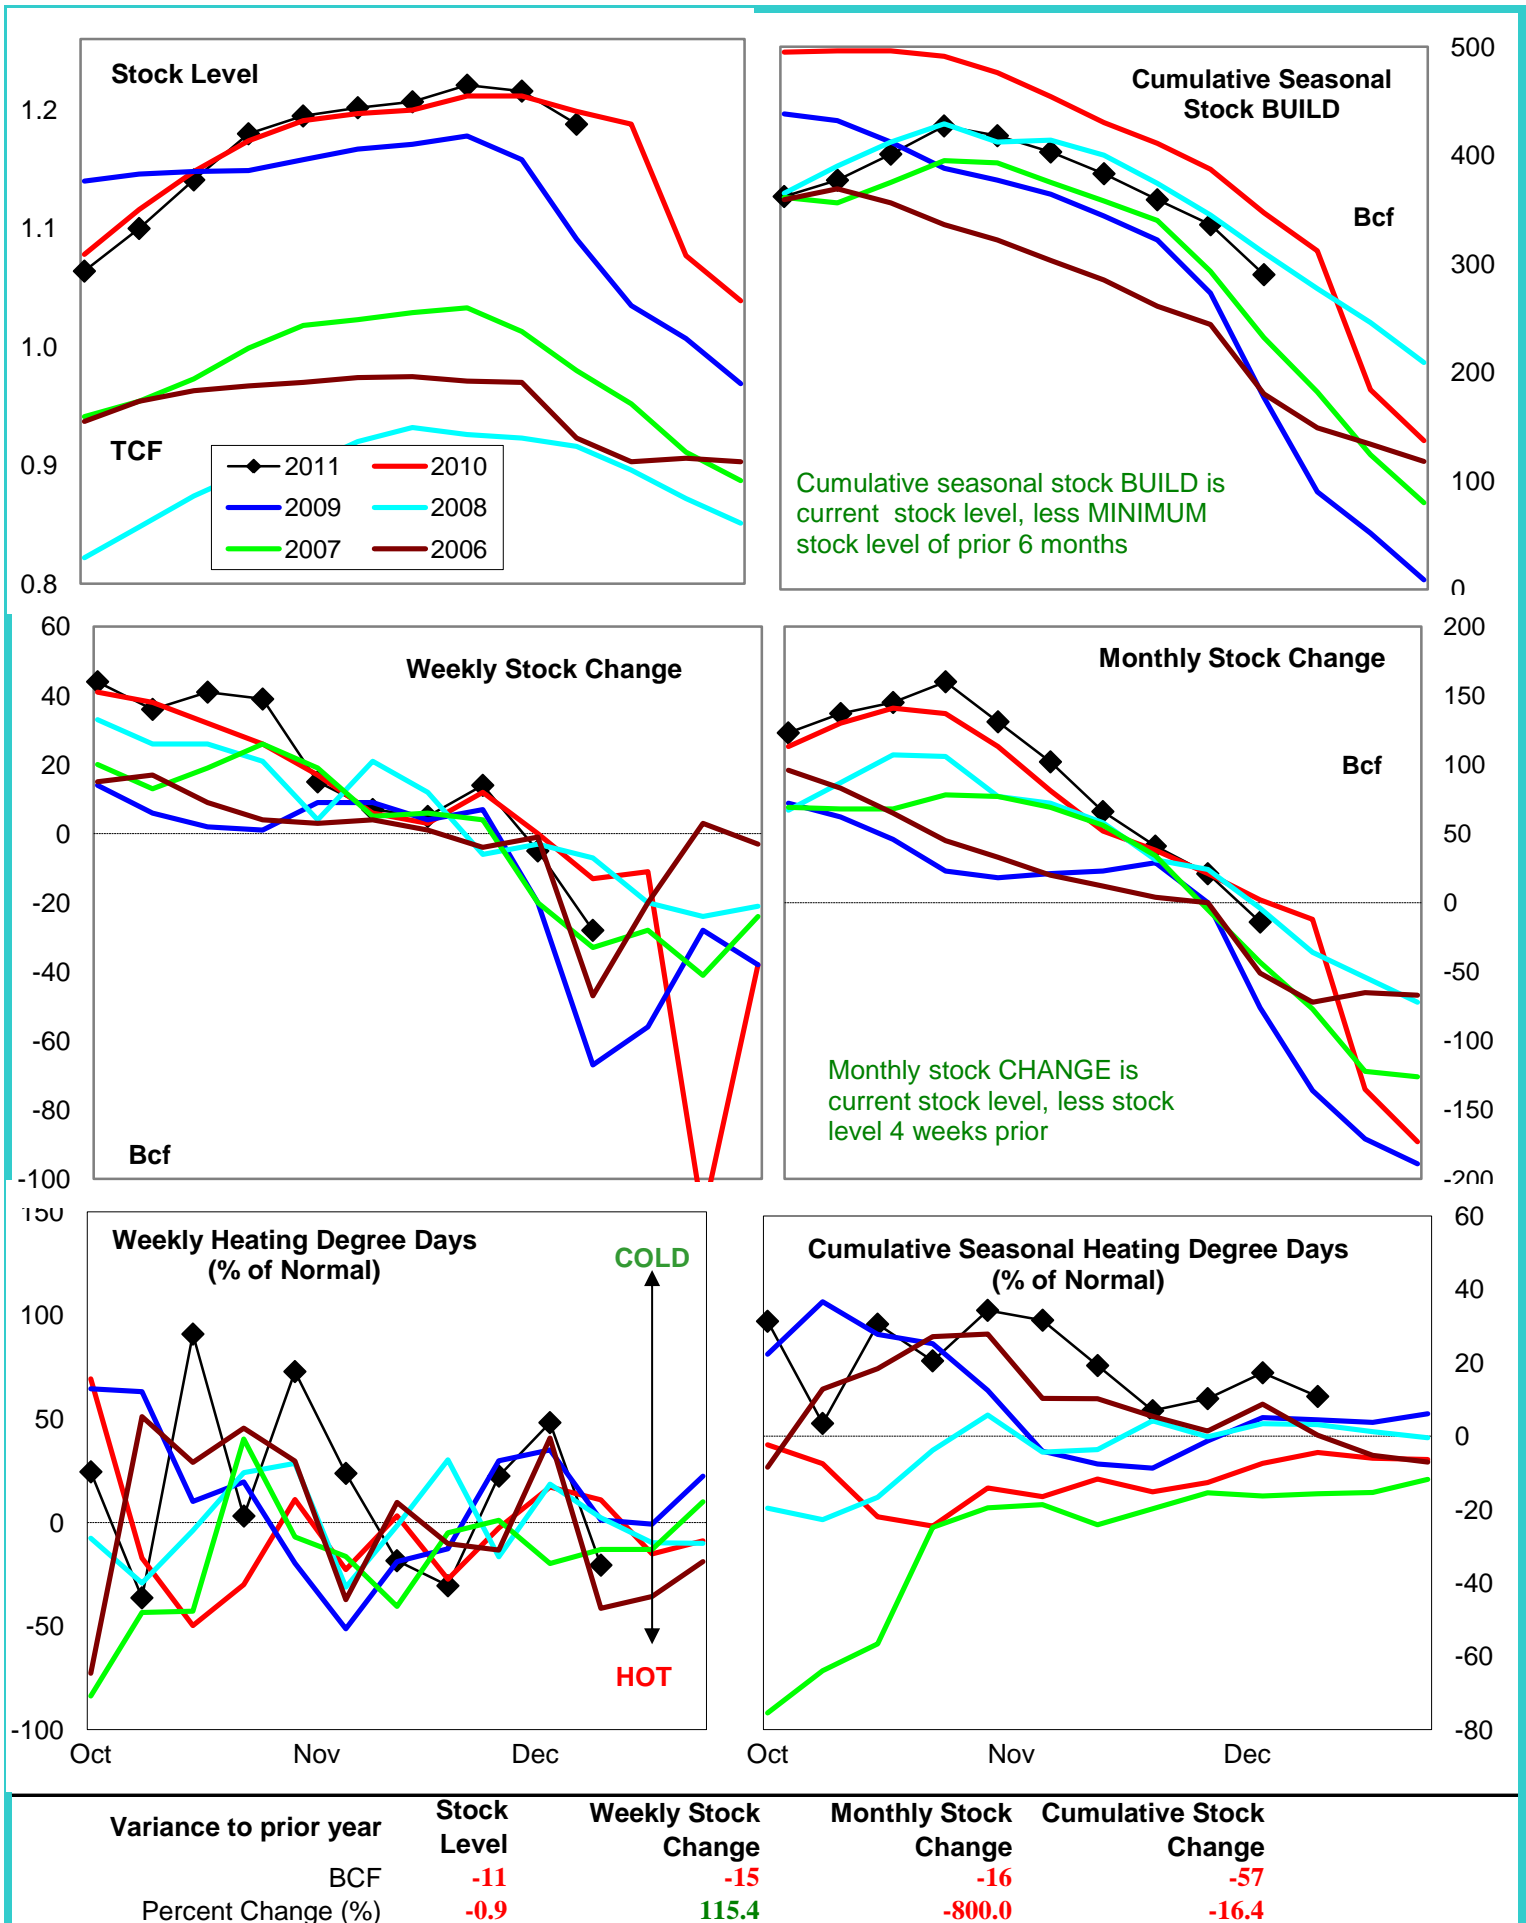 Stock Level
1.2
1.1
1.0
0.9
0.8
TCF
2011
2010
2009
2008
2007
2006
Cumulative Seasonal
Stock BUILD
Bcf
500
400
300
200
100
0
Cumulative seasonal stock BUILD is
current stock level, less MINIMUM
stock level of prior 6 months
Weekly Stock Change
60
40
20
0
-20
-40
-60
-80
-100
Bcf
Monthly Stock Change
Bcf
200
150
100
50
0
-50
-100
-150
-200
Monthly stock CHANGE is
current stock level, less stock
level 4 weeks prior
Weekly Heating Degree Days
(% of Normal)
150
100
50
0
-50
-100
COLD
HOT
Oct Nov Dec
Cumulative Seasonal Heating Degree Days
(% of Normal)
60
40
20
0
-20
-40
-60
-80
Oct Nov Dec
Variance to prior year
Stock
Level
Weekly Stock
Change
Monthly Stock
Change
Cumulative Stock
Change
BCF -11 -15 -16 -57
Percent Change (%) -0.9 115.4 -800.0 -16.4